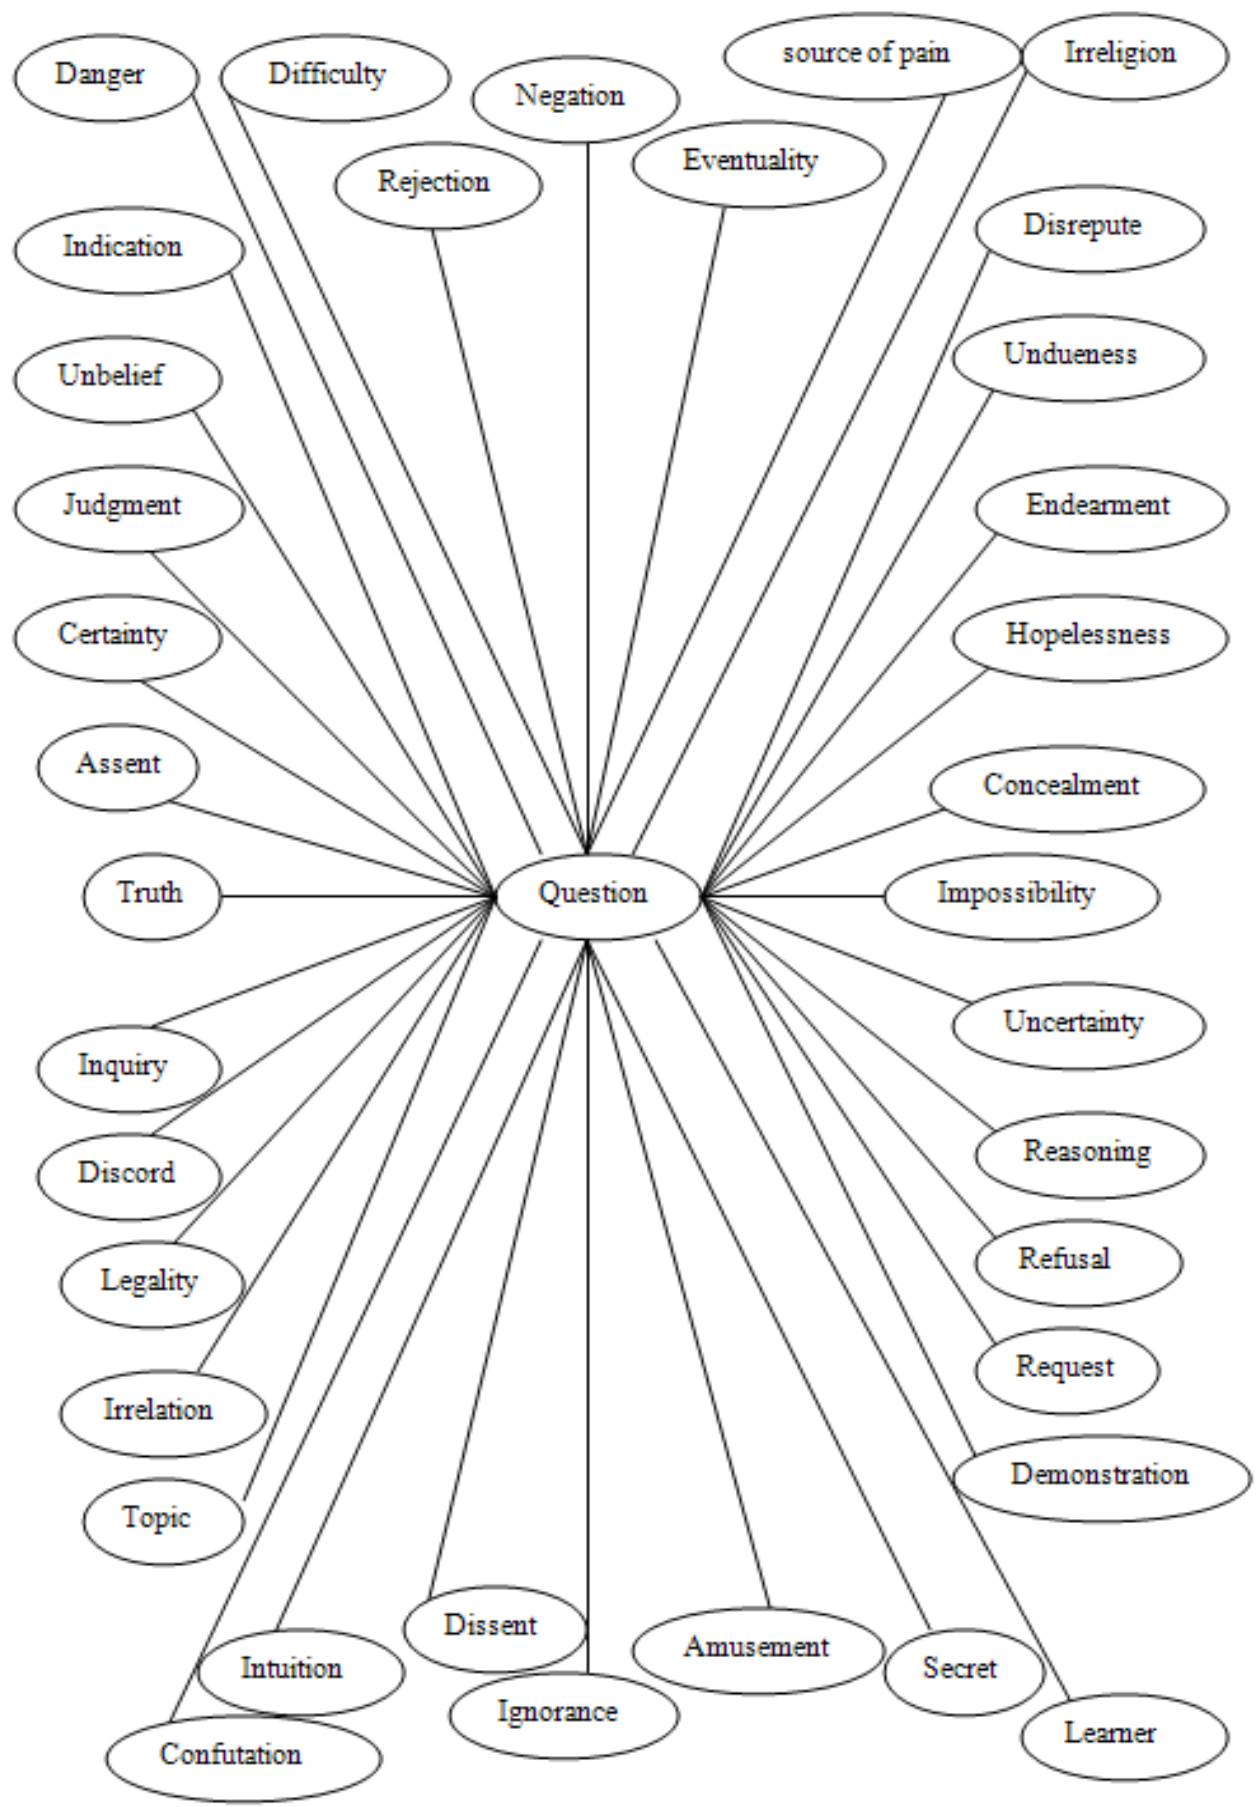 Danger
Difficulty
Negation
source of pain
Irreligion
Rejection
Eventuality
Indication
Disrepute
Unbelief
Undueness
Judgment
Endearment
Certainty
Hopelessness
Assent
Concealment
Truth
Question
Impossibility
Inquiry
Uncertainty
Discord
Reasoning
Legality
Refusal
Irrelation
Request
Topic
Demonstration
Dissent
Intuition
Amusement
Secret
Ignorance
Confutation
Learner